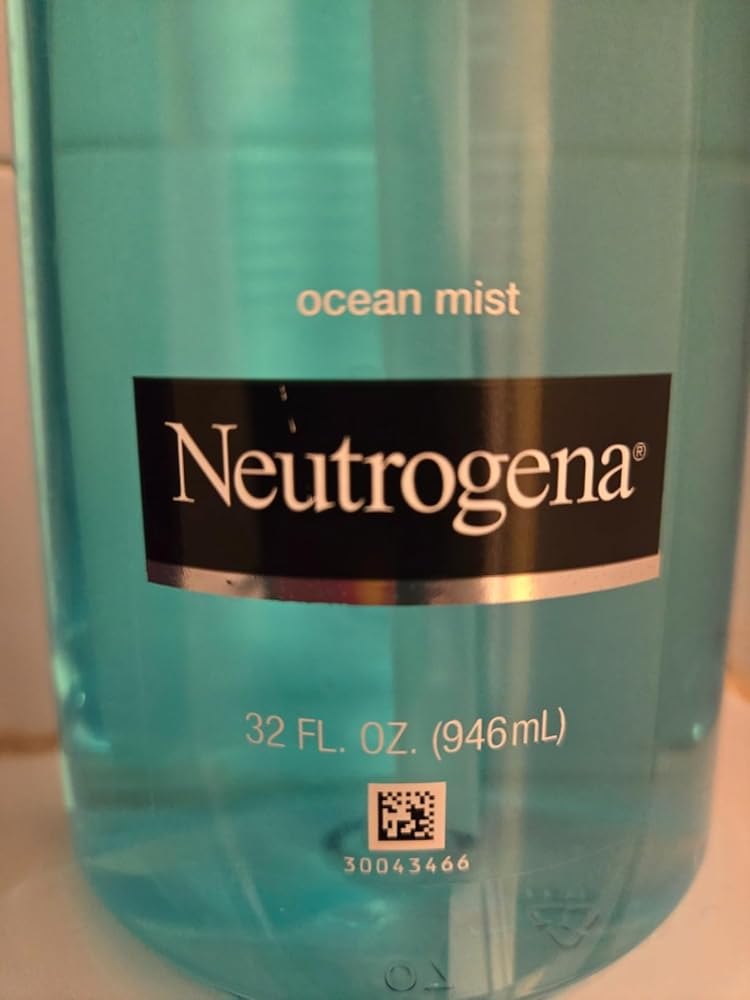 ocean mist
Neutrogena®
32 FL. OZ. (946mL)
30043466